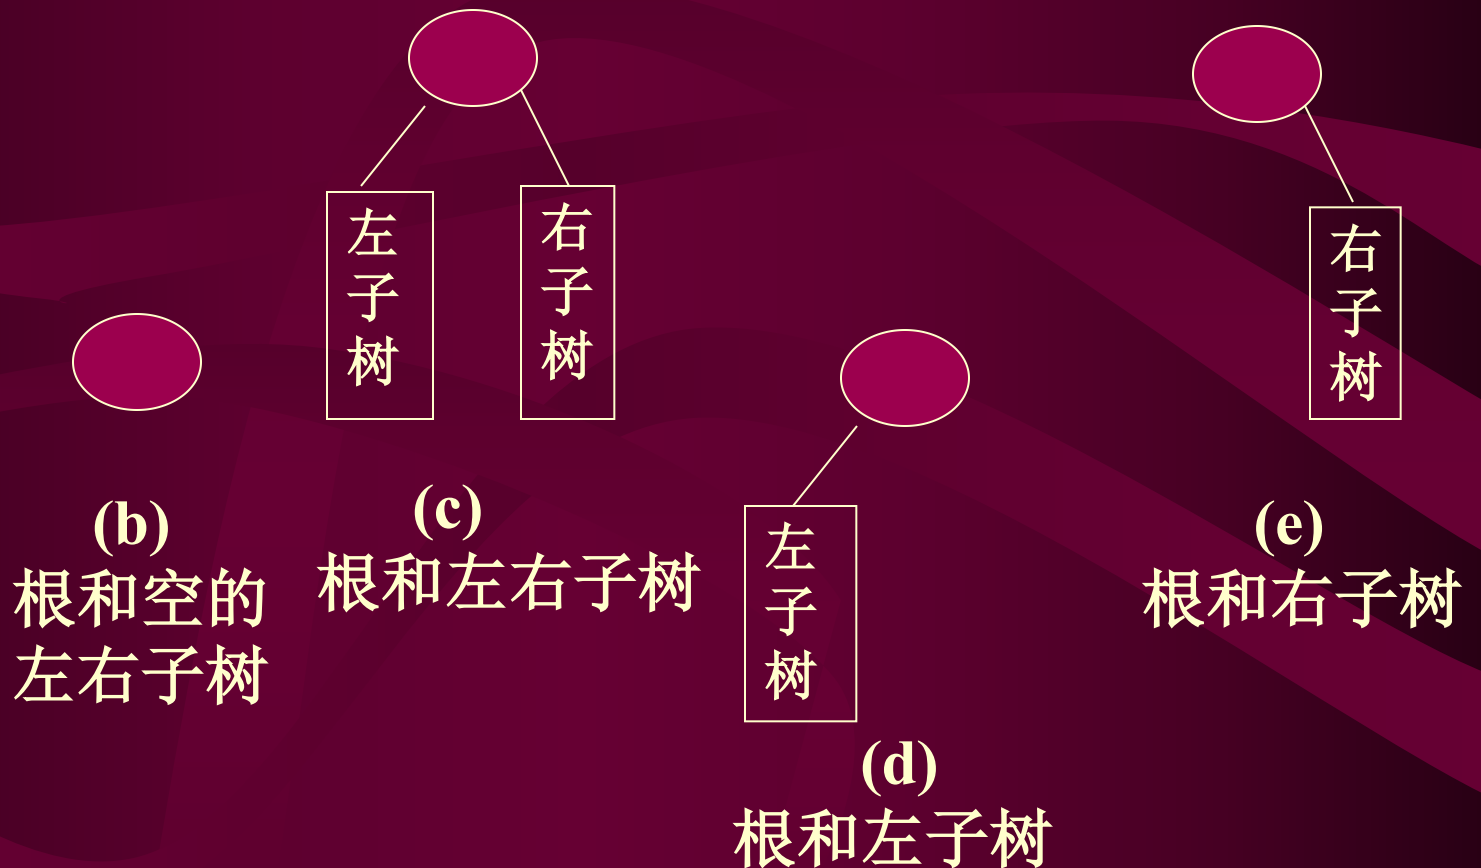 左
子
树
右
子
树
右
子
树
(b)
根和空的
左右子树
(c)
根和左右子树
左
子
树
(d)
根和左子树
(e)
根和右子树